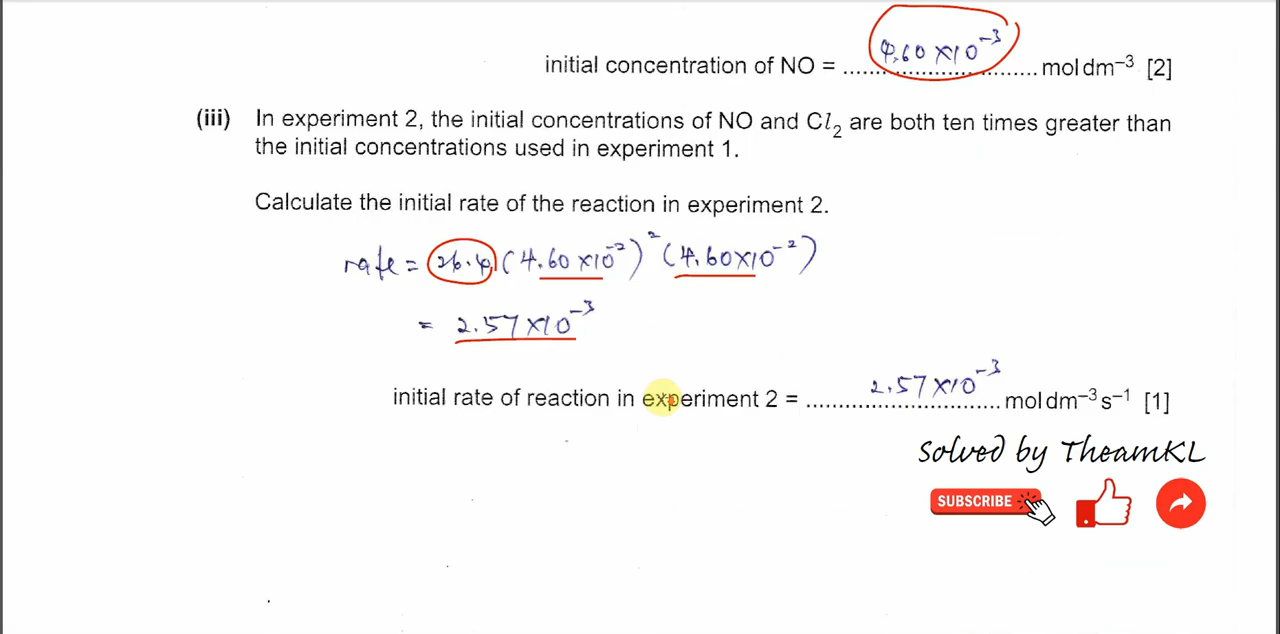 4.60 × 10⁻³
initial concentration of NO = .................................... mol dm⁻³ [2]
(iii) In experiment 2, the initial concentrations of NO and Cl₂ are both ten times greater than
the initial concentrations used in experiment 1.
Calculate the initial rate of the reaction in experiment 2.
rate = 26.4 (4.60 × 10⁻²)² (4.60 × 10⁻²)
= 2.57 × 10⁻³
2.57 × 10⁻³
initial rate of reaction in experiment 2 = .................................... mol dm⁻³ s⁻¹ [1]
Solved by TheamKL
SUBSCRIBE